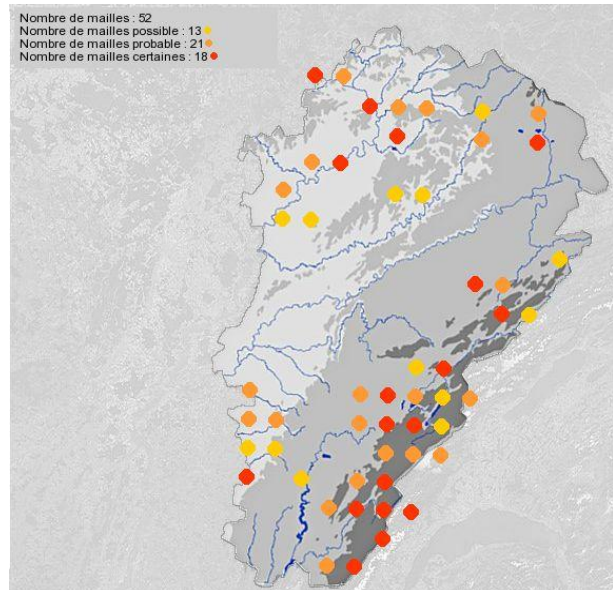 Nombre de mailles : 52
Nombre de mailles possible : 13
Nombre de mailles probable : 21
Nombre de mailles certaines : 18